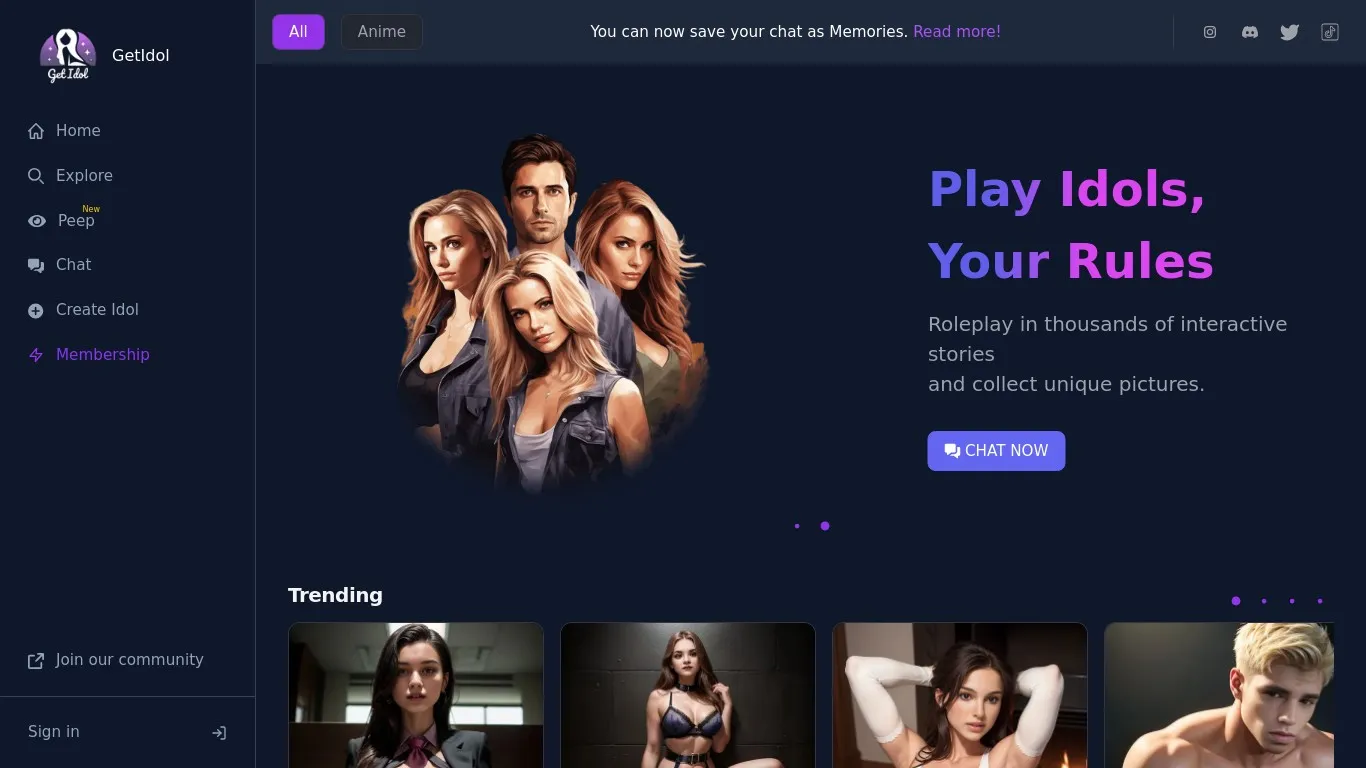 Get Idol
GetIdol
Home
Explore
Peep
New
Chat
Create Idol
Membership
Join our community
Sign in
All
Anime
You can now save your chat as Memories. Read more!
Play Idols,
Your Rules
Roleplay in thousands of interactive
stories
and collect unique pictures.
CHAT NOW
Trending